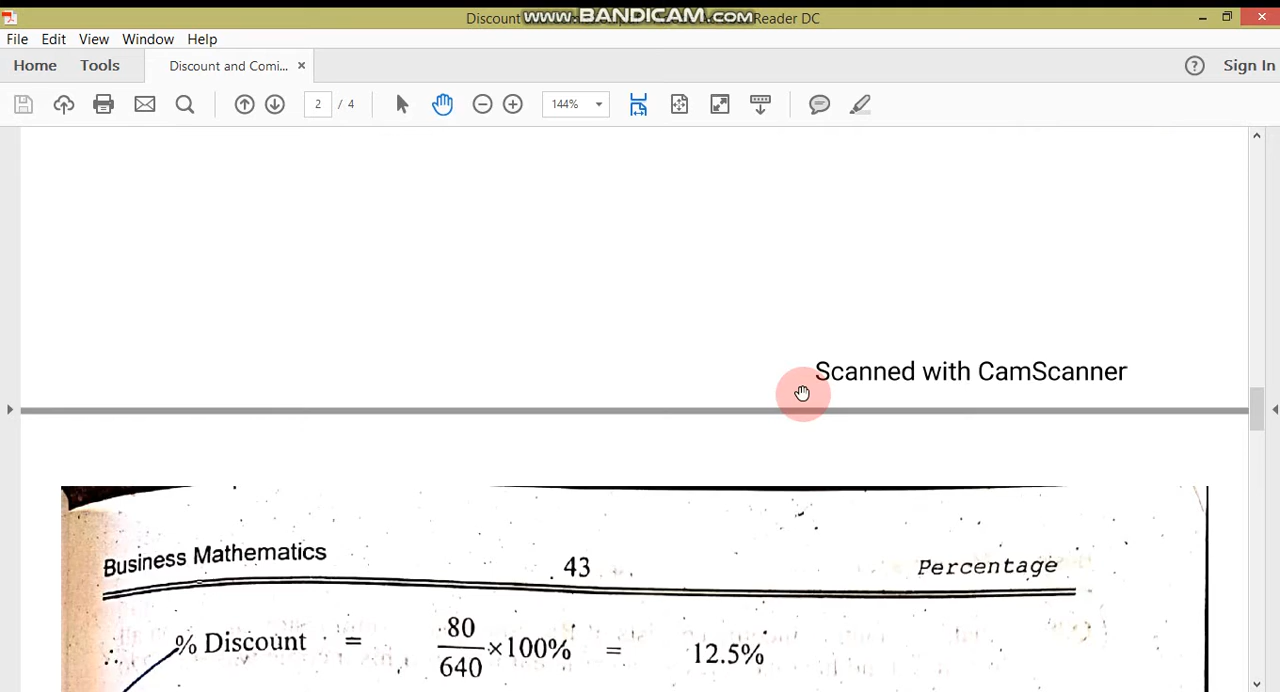 Discount
WWW.BANDICAM.COM
Reader DC
File Edit View Window Help
Home Tools Discount and Comi... × ? Sign In
2 / 4 144%
Scanned with CamScanner
Business Mathematics 43 Percentage
∴ % Discount = 80/640 ×100% = 12.5%